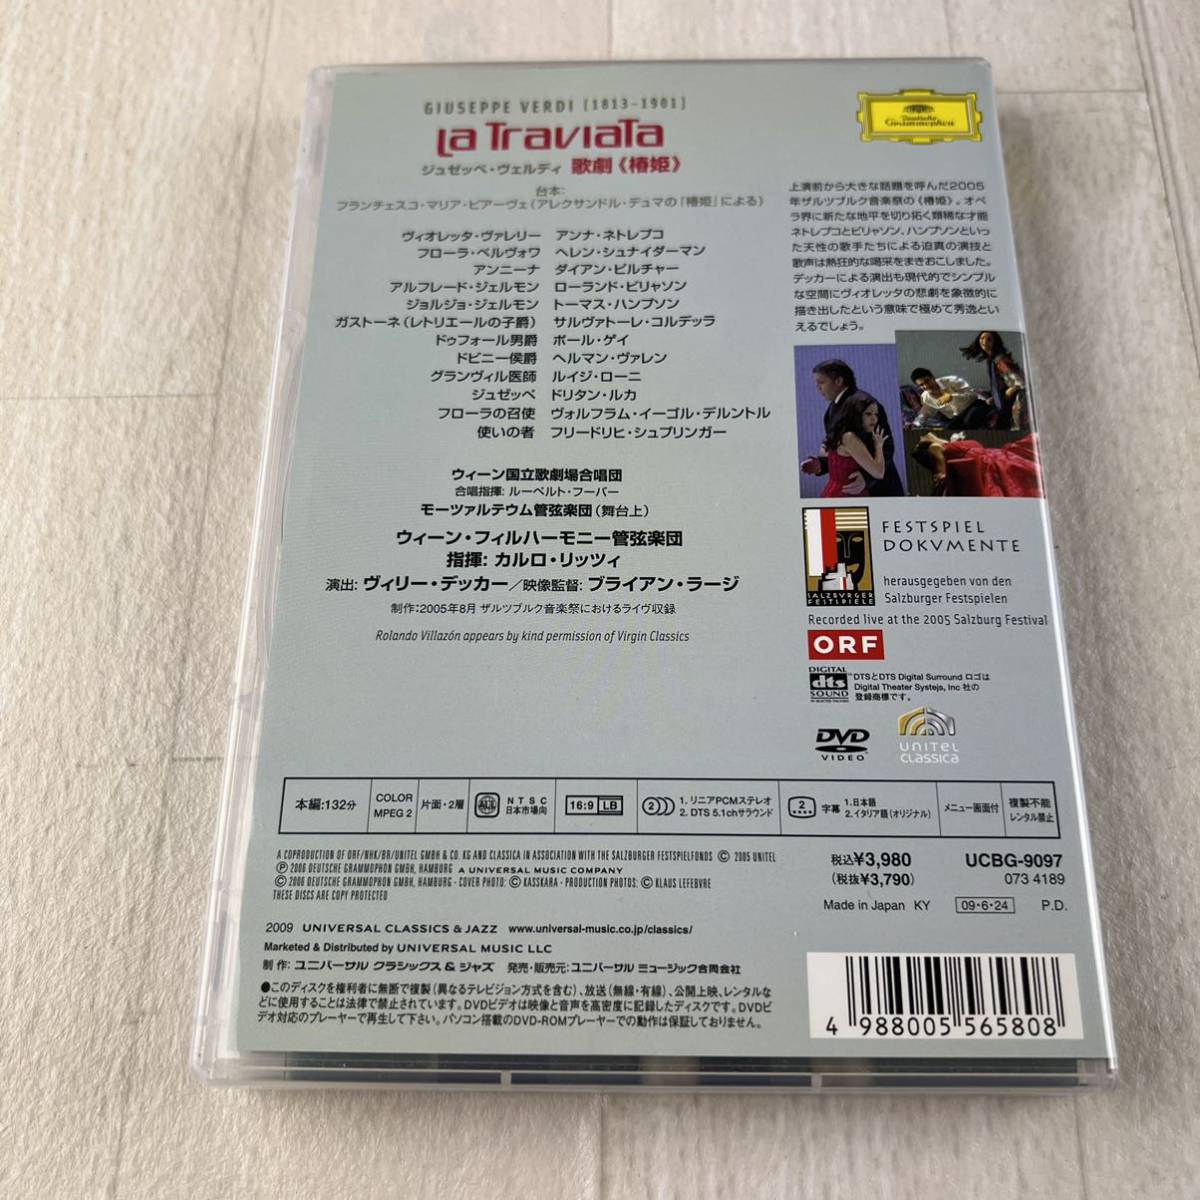 GIUSEPPE VERDI [1813-1901]
La Traviata
ジュゼッペ・ヴェルディ 歌劇《椿姫》
台本:
フランチェスコ・マリア・ピアーヴェ(アレクサンドル・デュマの「椿姫」による)
ヴィオレッタ・ヴァレリー アンナ・ネトレプコ
フローラ・ベルヴォワ ヘレン・シュナイダーマン
アンニーナ ダイアン・ピルチャー
アルフレード・ジェルモン ローランド・ビリャソン
ジョルジョ・ジェルモン トーマス・ハンプソン
ガストーネ(レトリエールの子爵) サルヴァトーレ・コルデッラ
ドゥフォール男爵 ポール・ゲイ
ドビニー侯爵 ヘルマン・ヴァレン
グランヴィル医師 ルイジ・ローニ
ジュゼッペ ドリタン・ルカ
フローラの召使 ヴォルフラム・イーゴル・デルントル
使いの者 フリードリヒ・シュプリンガー
ウィーン国立歌劇場合唱団
合唱指揮: ルーペルト・フーバー
モーツァルテウム管弦楽団(舞台上)
ウィーン・フィルハーモニー管弦楽団
指揮: カルロ・リッツィ
演出: ヴィリー・デッカー/映像監督: ブライアン・ラージ
制作:2005年8月 ザルツブルク音楽祭におけるライヴ収録
Rolando Villazón appears by kind permission of Virgin Classics
Deutsche
Grammophon
上演前から大きな話題を呼んだ2005
年ザルツブルク音楽祭の《椿姫》。オペ
ラ界に新たな地平を切り拓く類稀な才能
ネトレプコとビリャソン、ハンプソンといっ
た天性の歌手たちによる迫真の演技と
歌声は熱狂的な喝采をまきおこしました。
デッカーによる演出も現代的でシンプル
な空間にヴィオレッタの悲劇を象徴的に
描き出したという意味で極めて秀逸とい
えるでしょう。
SALZBURGER
FESTSPIELE
FESTSPIEL
DOKVMENTE
herausgegeben von den
Salzburger Festspielen
Recorded live at the 2005 Salzburg Festival
ORF
DIGITAL
dts
SOUND
DTSとDTS Digital Surround ロゴは
Digital Theater Systejs, Inc 社の
登録商標です。
DVD
VIDEO
UNITEL
CLASSICA
本編:132分
COLOR
MPEG 2
片面・2層
ALL
NTSC
日本市場向
16:9 LB
2
1. リニアPCMステレオ
2. DTS 5.1chサラウンド
2
字幕
1.日本語
2.イタリア語(オリジナル)
メニュー画面付
複製不能
レンタル禁止
A COPRODUCTION OF ORF/NHK/BR/UNITEL GMBH & CO. KG AND CLASSICA IN ASSOCIATION WITH THE SALZBURGER FESTSPIELFONDS © 2005 UNITEL
℗ 2006 DEUTSCHE GRAMMOPHON GMBH, HAMBURG A UNIVERSAL MUSIC COMPANY
© 2006 DEUTSCHE GRAMMOPHON GMBH, HAMBURG - COVER PHOTO: © KASSKARA - PRODUCTION PHOTOS: © KLAUS LEFEBVRE
THESE DISCS ARE COPY PROTECTED
税込¥3,980
(税抜¥3,790)
UCBG-9097
073 4189
Made in Japan KY 09・6・24 P.D.
2009 UNIVERSAL CLASSICS & JAZZ www.universal-music.co.jp/classics/
Marketed & Distributed by UNIVERSAL MUSIC LLC
制作: ユニバーサル クラシックス & ジャズ 発売・販売元: ユニバーサル ミュージック合同会社
●このディスクを権利者に無断で複製(異なるテレビジョン方式を含む)、放送(無線・有線)、公開上映、レンタルな
どに使用することは法律で禁止されています。DVDビデオは映像と音声を高密度に記録したディスクです。DVDビ
デオ対応のプレーヤーで再生して下さい。パソコン搭載のDVD-ROMプレーヤーでの動作は保証しておりません。
4 988005 565808